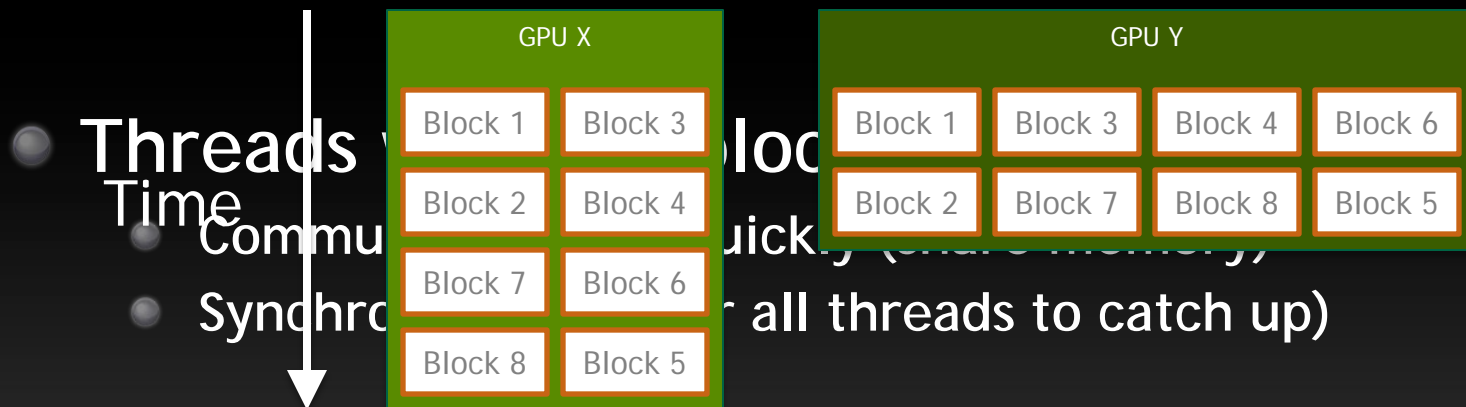 GPU X
GPU Y
Block 1 Block 3
Block 1 Block 3 Block 4 Block 6
Threads
Time
Block 2 Block 4
Block 2 Block 7 Block 8 Block 5
Block 7 Block 6
all threads to catch up)
Block 8 Block 5